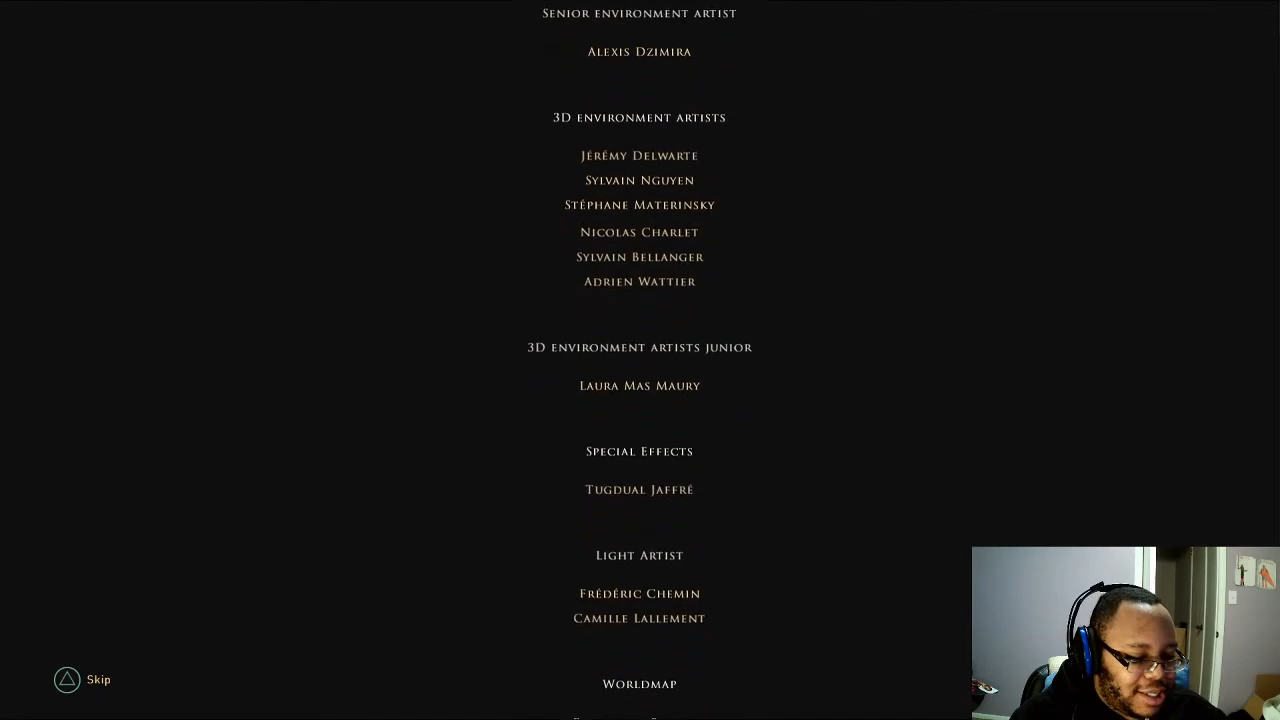 Senior environment artist
Alexis Dzimira
3D environment artists
Jérémy Delwarte
Sylvain Nguyen
Stéphane Materinsky
Nicolas Charlet
Sylvain Bellanger
Adrien Wattier
3D environment artists junior
Laura Mas Maury
Special Effects
Tugdual Jaffré
Light Artist
Frédéric Chemin
Camille Lallement
Skip
Worldmap